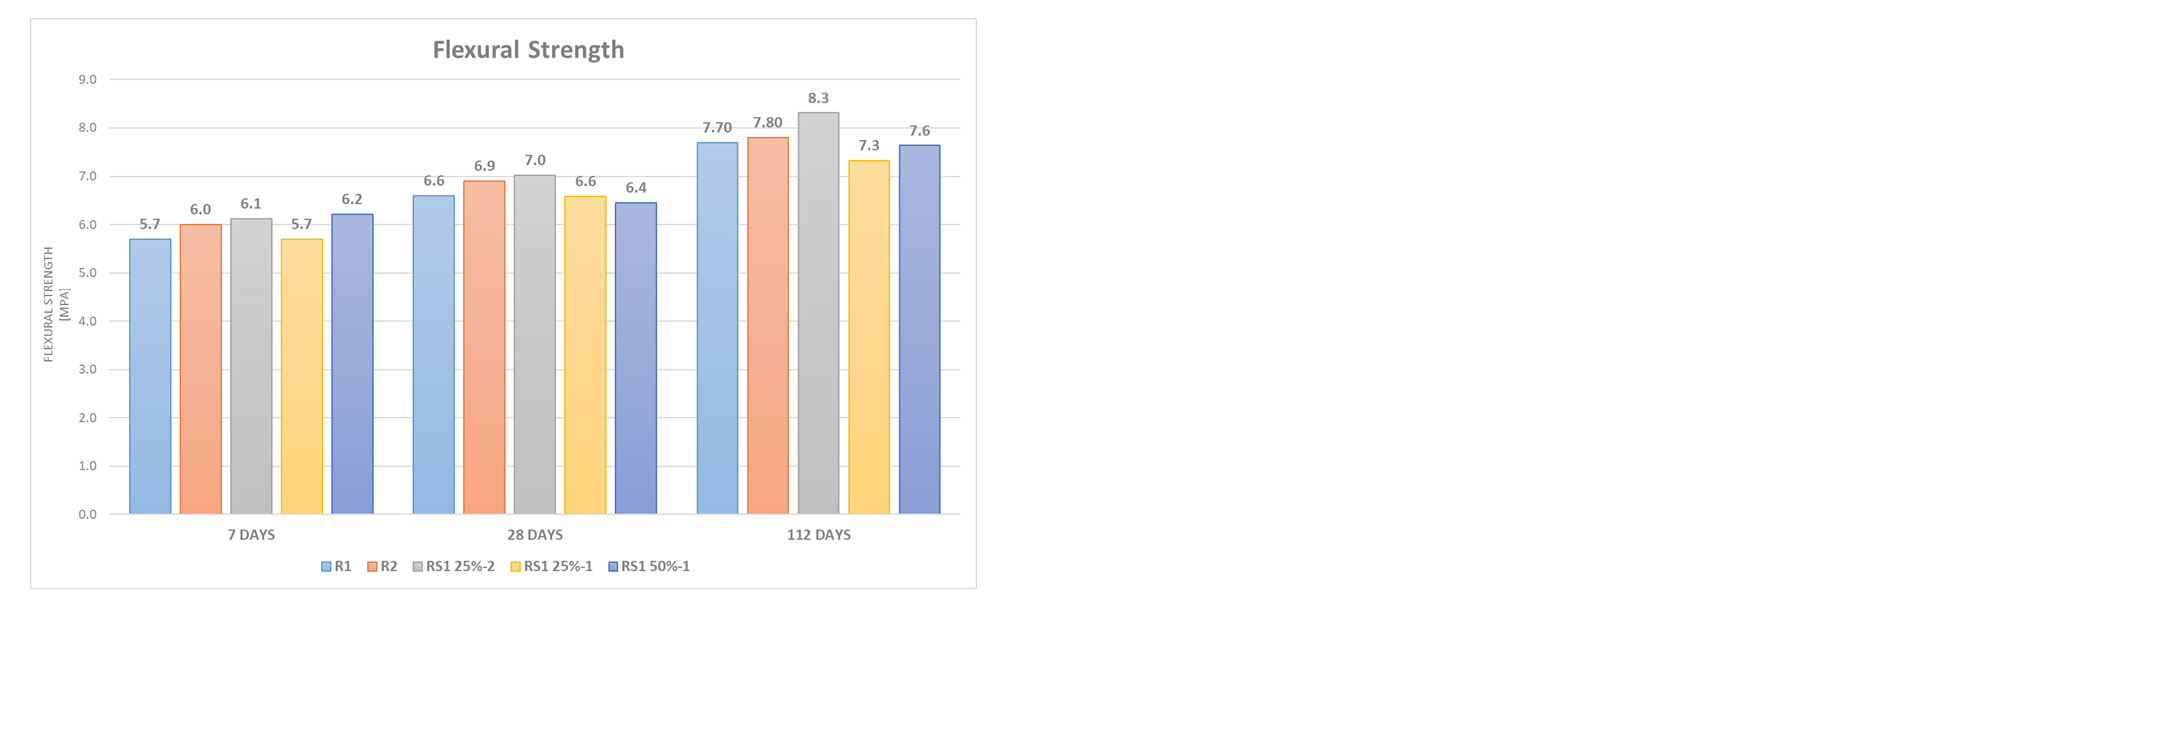 Flexural Strength
9.0
8.0
7.0
6.0
5.0
4.0
3.0
2.0
1.0
0.0
FLEXURAL STRENGTH
[MPA]
5.7 6.0 6.1 5.7 6.2
6.6 6.9 7.0 6.6 6.4
7.70 7.80 8.3 7.3 7.6
7 DAYS 28 DAYS 112 DAYS
R1 R2 RS1 25%-2 RS1 25%-1 RS1 50%-1